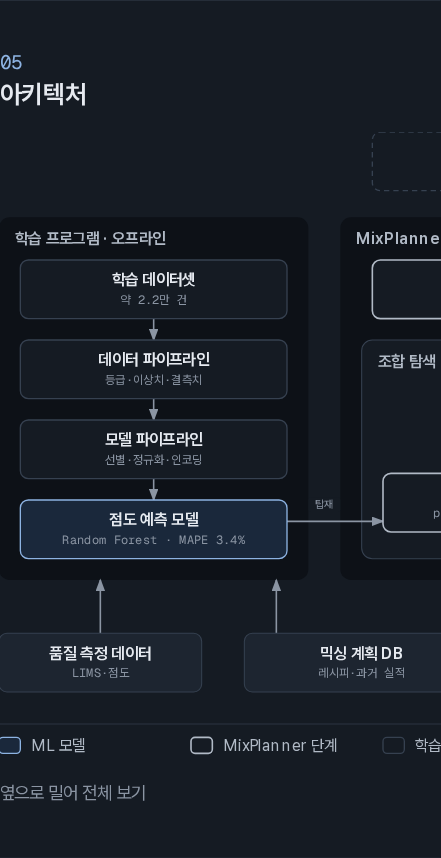 05
아키텍처
학습 프로그램 · 오프라인
학습 데이터셋
약 2.2만 건
데이터 파이프라인
등급·이상치·결측치
모델 파이프라인
선별·정규화·인코딩
점도 예측 모델
Random Forest · MAPE 3.4%
탑재
MixPlanne
조합 탐색
p
품질 측정 데이터
LIMS·점도
믹싱 계획 DB
레시피·과거 실적
ML 모델
MixPlanner 단계
학습
옆으로 밀어 전체 보기